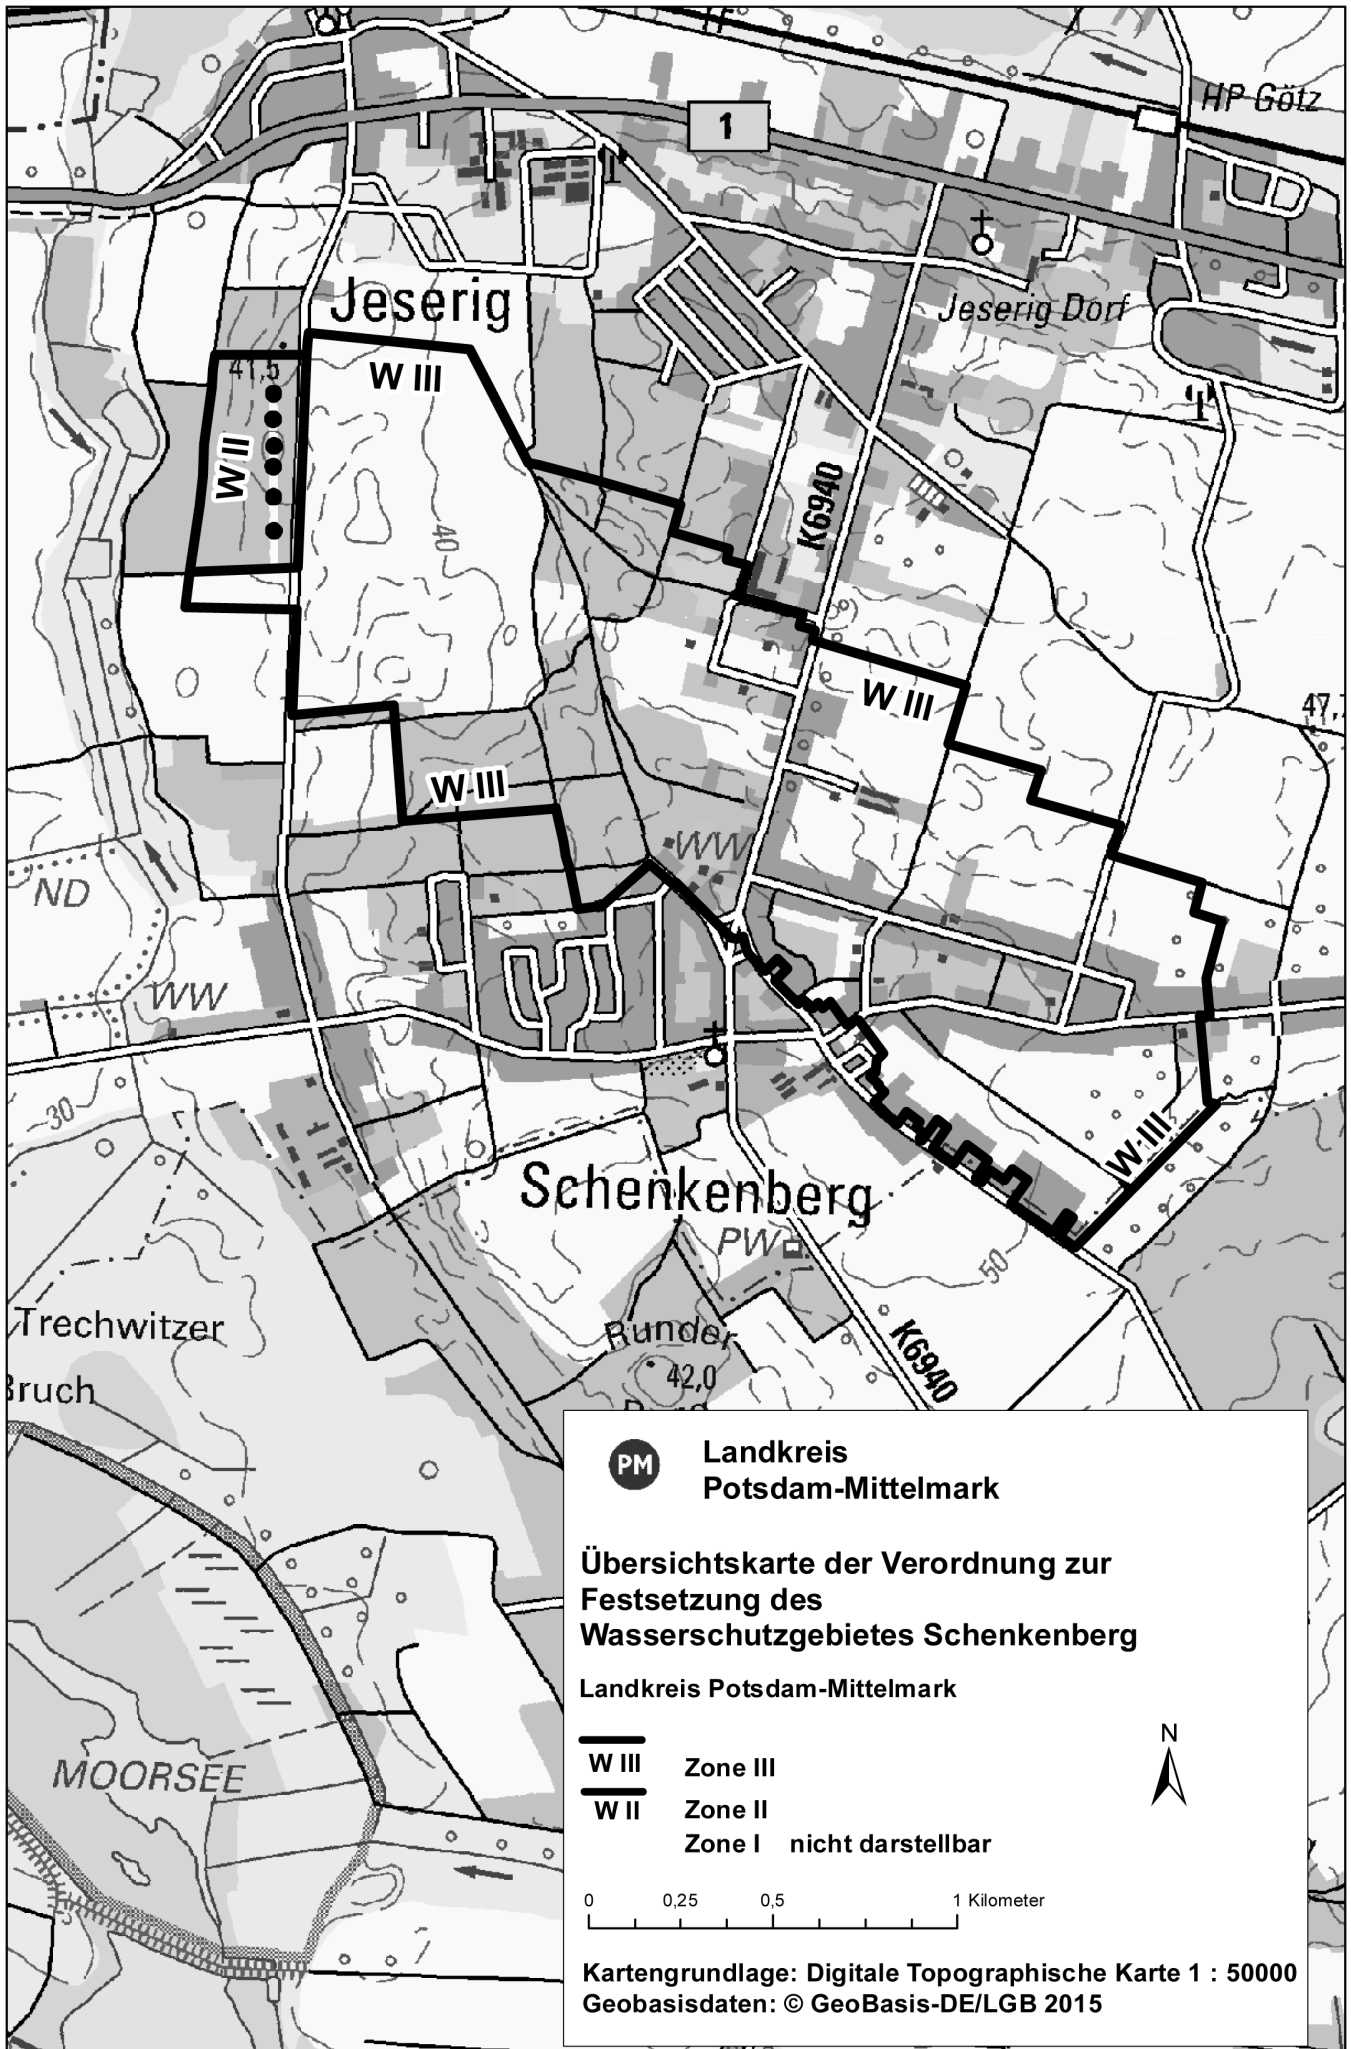 HP Götz
1
Jeserig
Jeserig Dorf
W III
41,5
W II
K6940
40
W III
47,
W III
WW
ND
WW
30
W III
Schenkenberg
PW
50
Trechwitzer
Bruch
Runder
42,0
K6940
MOORSEE
PM
Landkreis
Potsdam-Mittelmark
Übersichtskarte der Verordnung zur
Festsetzung des
Wasserschutzgebietes Schenkenberg
Landkreis Potsdam-Mittelmark
N
W III Zone III
W II Zone II
Zone I nicht darstellbar
0 0,25 0,5 1 Kilometer
Kartengrundlage: Digitale Topographische Karte 1 : 50000
Geobasisdaten: © GeoBasis-DE/LGB 2015